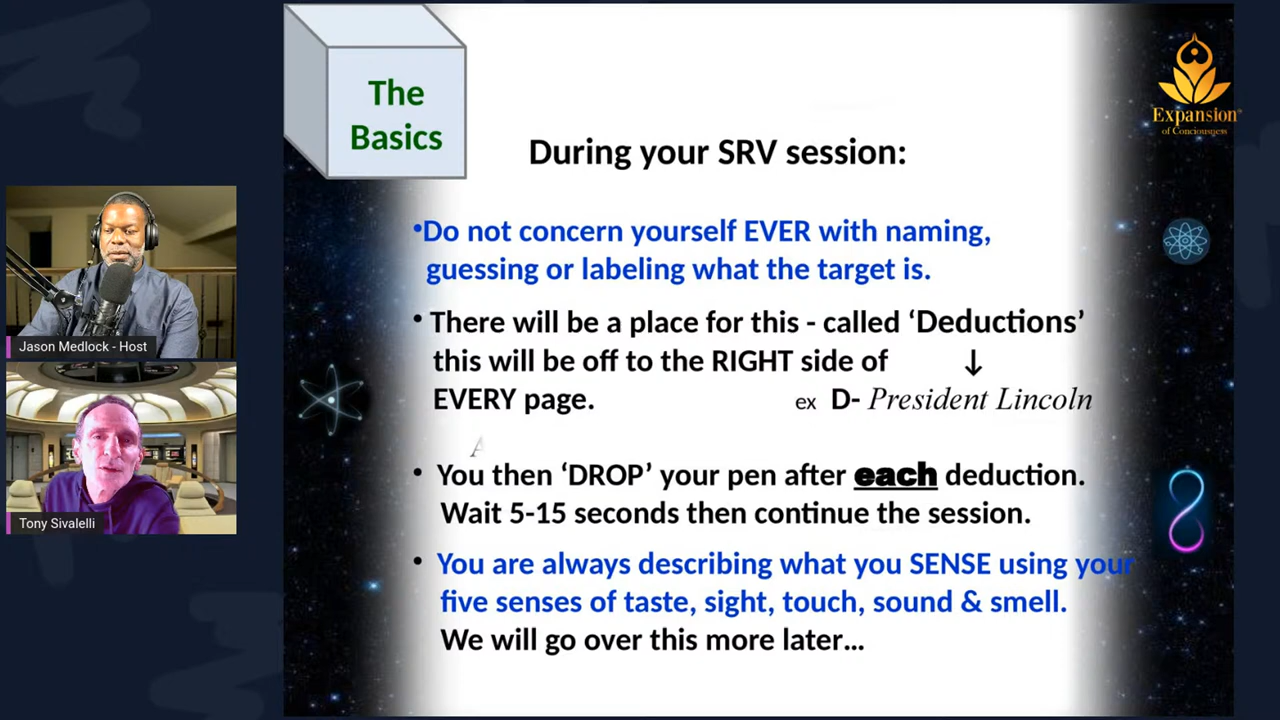 The
Basics
Expansion
of Conciousness
During your SRV session:
•Do not concern yourself EVER with naming,
guessing or labeling what the target is.
• There will be a place for this - called ‘Deductions’
this will be off to the RIGHT side of ↓
EVERY page. ex D- President Lincoln
A
• You then ‘DROP’ your pen after each deduction.
Wait 5-15 seconds then continue the session.
• You are always describing what you SENSE using your
five senses of taste, sight, touch, sound & smell.
We will go over this more later…
Jason Medlock - Host
Tony Sivalelli